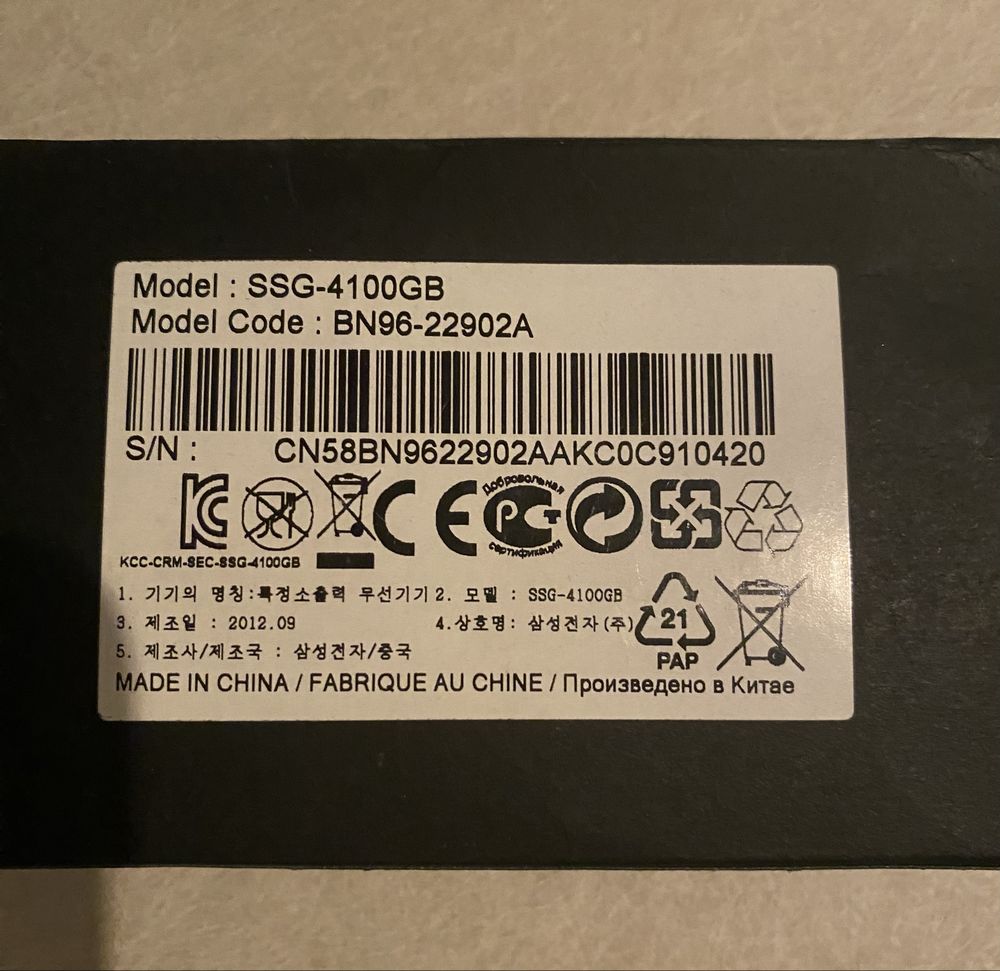 Model : SSG-4100GB
Model Code : BN96-22902A
S/N : CN58BN9622902AAKC0C910420
Добровольная
РСТ
сертификация
KCC-CRM-SEC-SSG-4100GB
1. 기기의 명칭:특정소출력 무선기기 2. 모델 : SSG-4100GB
3. 제조일 : 2012.09 4.상호명: 삼성전자(주)
5. 제조사/제조국 : 삼성전자/중국
21
PAP
MADE IN CHINA / FABRIQUE AU CHINE / Произведено в Китае